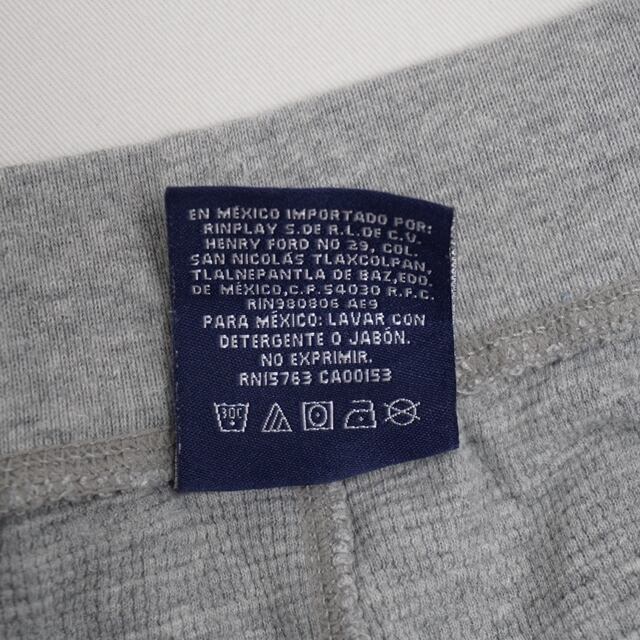 EN MÉXICO IMPORTADO POR:
RINPLAY S.DE R.L.DE C.V.
HENRY FORD NO 29, COL.
SAN NICOLÁS TLAXCOLPAN,
TLALNEPANTLA DE BAZ,EDO.
DE MÉXICO,C.P.54030 R.F.C.
RIN980806 AE9
PARA MÉXICO: LAVAR CON
DETERGENTE O JABÓN.
NO EXPRIMIR.
RN15763 CA00153
30C